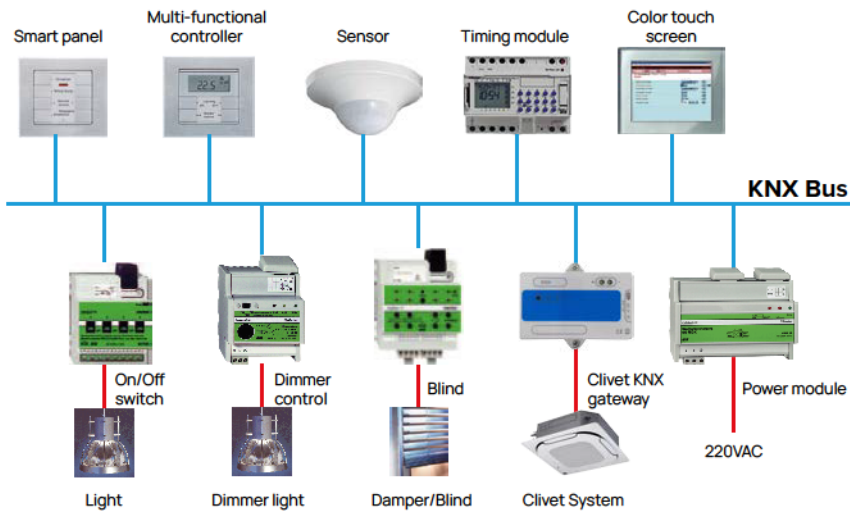 Smart panel
Multi-functional
controller
Sensor
Timing module
Color touch
screen
22.5
KNX Bus
On/Off
switch
Dimmer
control
Blind
Clivet KNX
gateway
Power module
220VAC
Light
Dimmer light
Damper/Blind
Clivet System